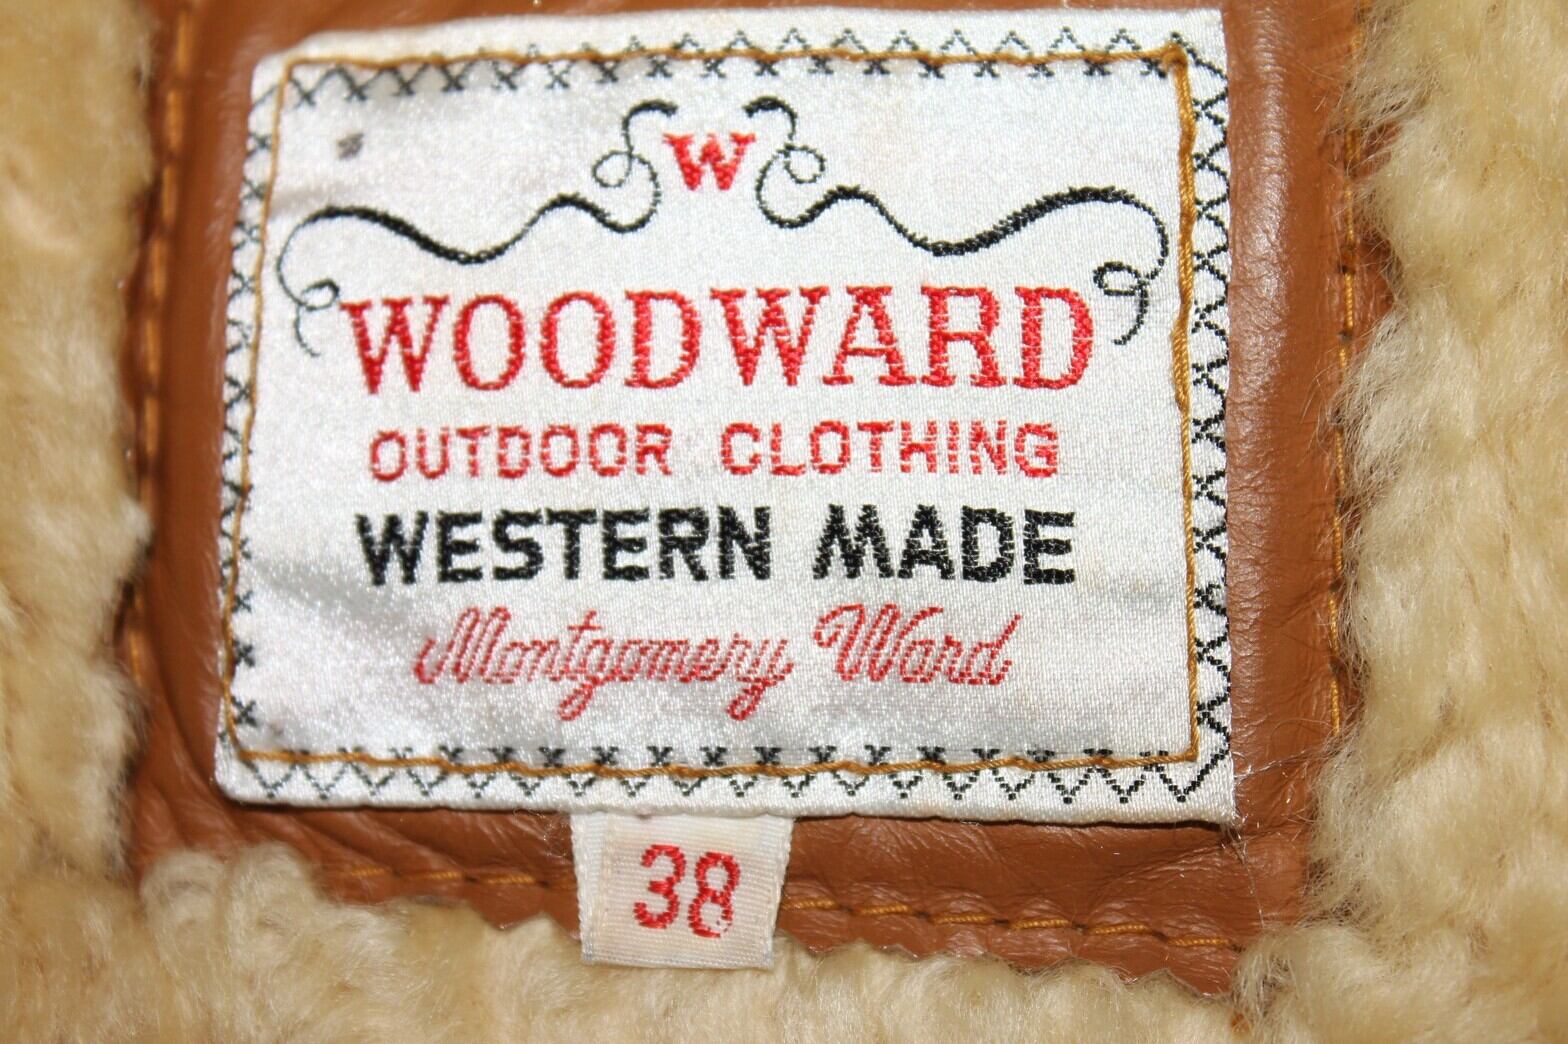 W
WOODWARD
OUTDOOR CLOTHING
WESTERN MADE
Montgomery Ward
38